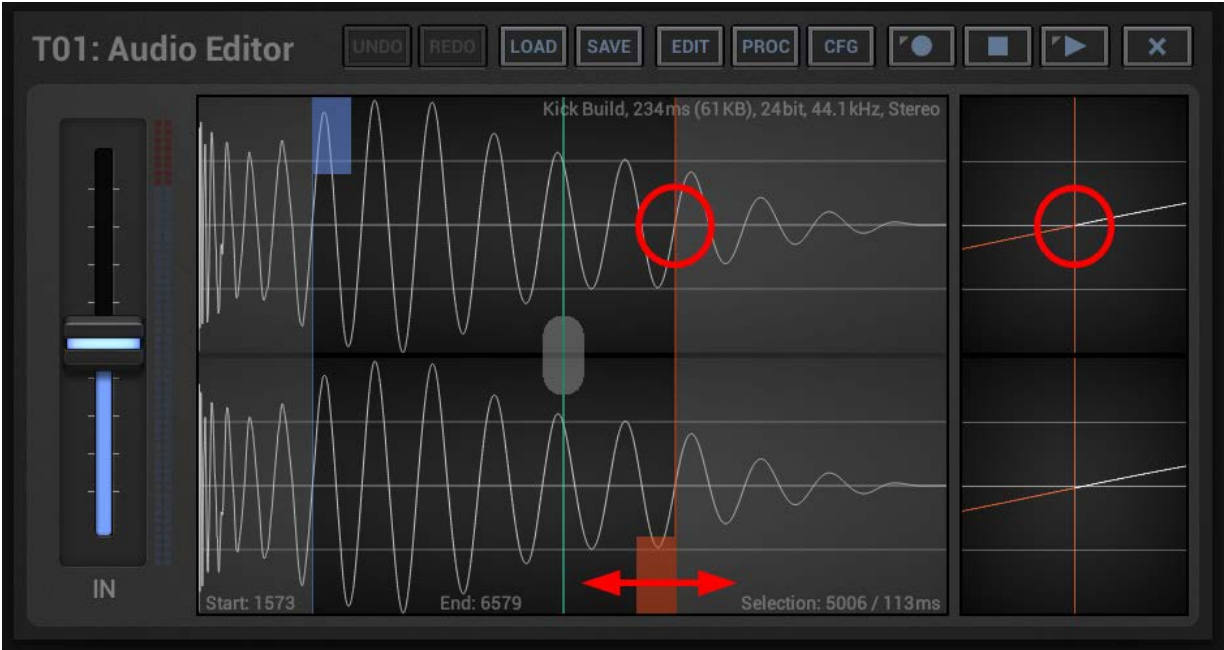 T01: Audio Editor UNDO REDO LOAD SAVE EDIT PROC CFG
Kick Build, 234ms (61KB), 24bit, 44.1kHz, Stereo
IN
Start: 1573 End: 6579 Selection: 5006 / 113ms